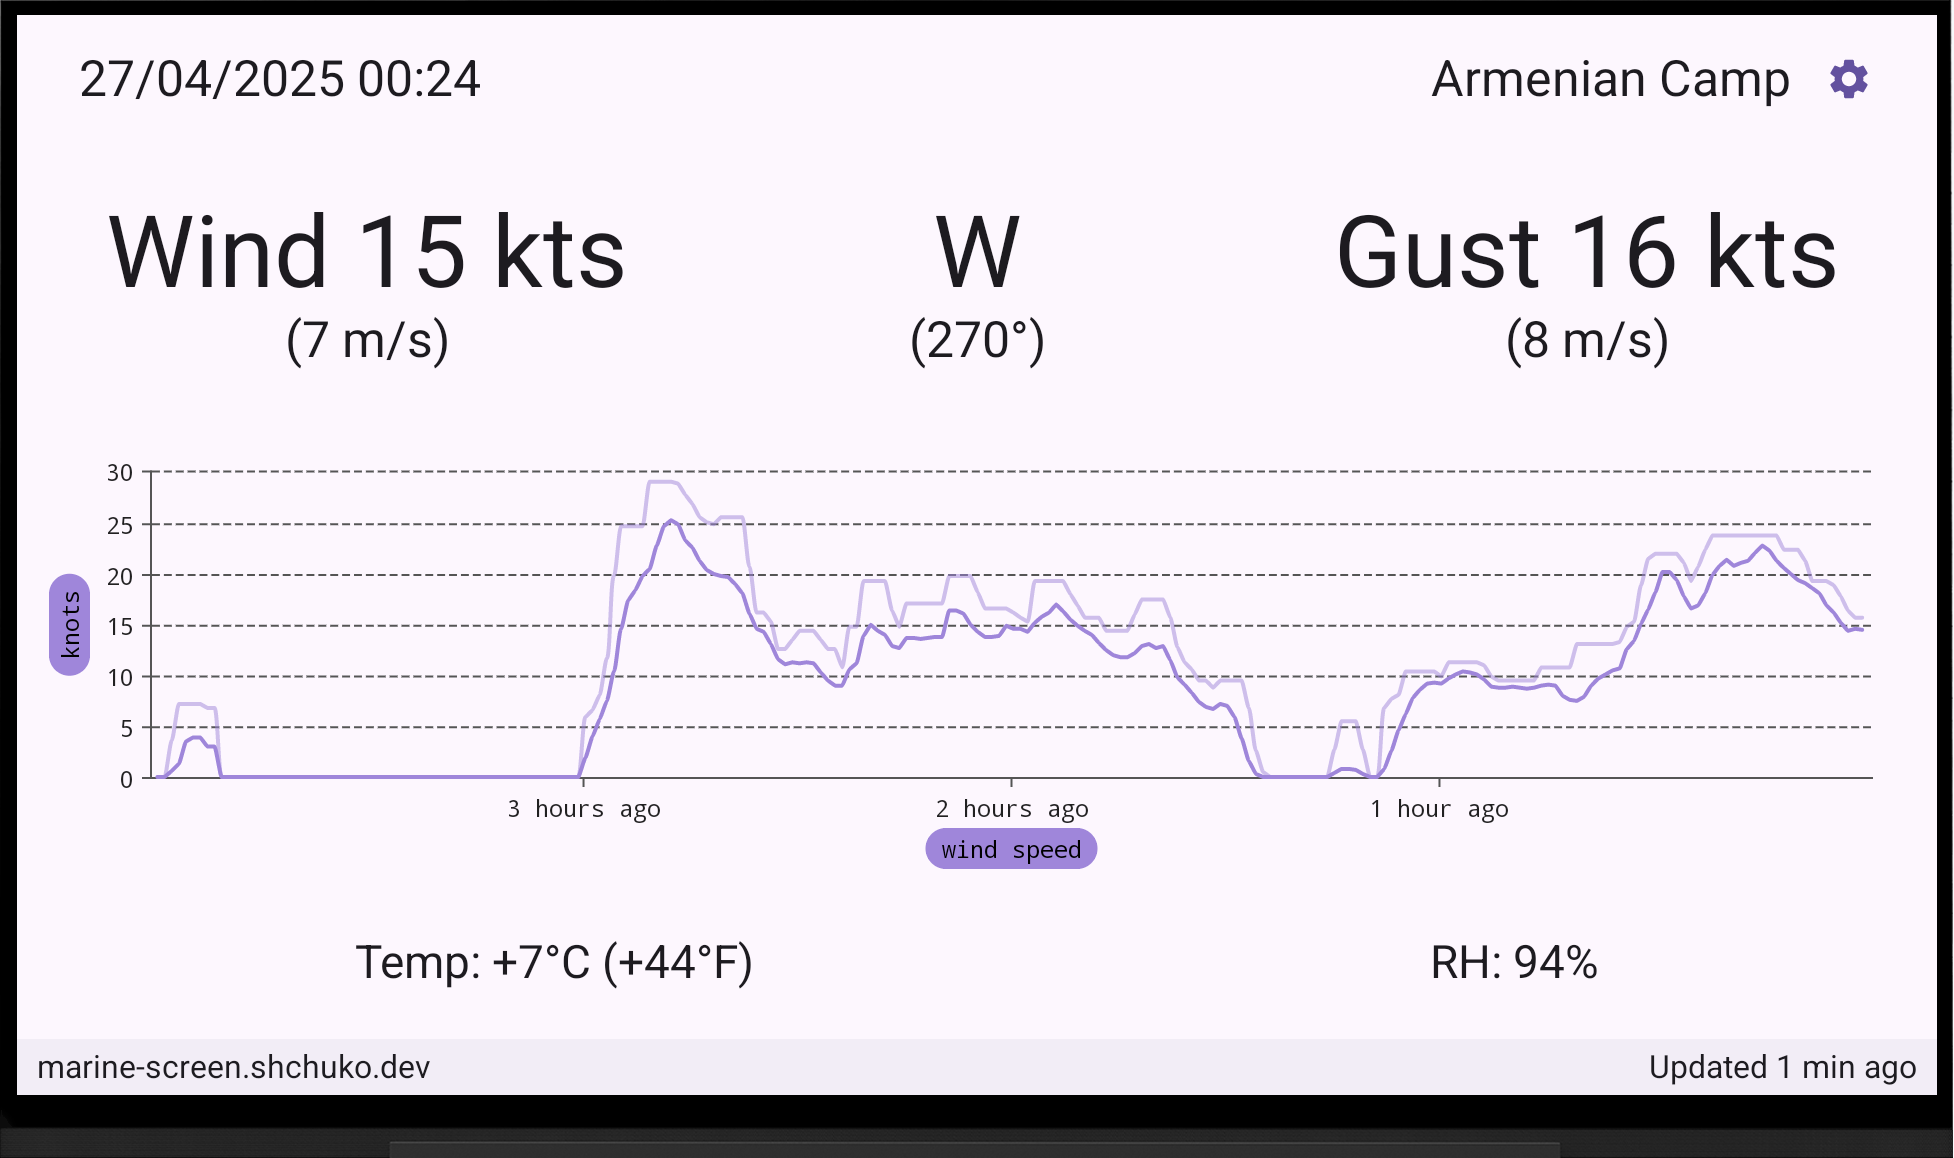 27/04/2025 00:24
Armenian Camp
Wind 15 kts
(7 m/s)
W
(270°)
Gust 16 kts
(8 m/s)
30
25
20
15
10
5
0
knots
3 hours ago
2 hours ago
1 hour ago
wind speed
Temp: +7°C (+44°F)
RH: 94%
marine-screen.shchuko.dev
Updated 1 min ago